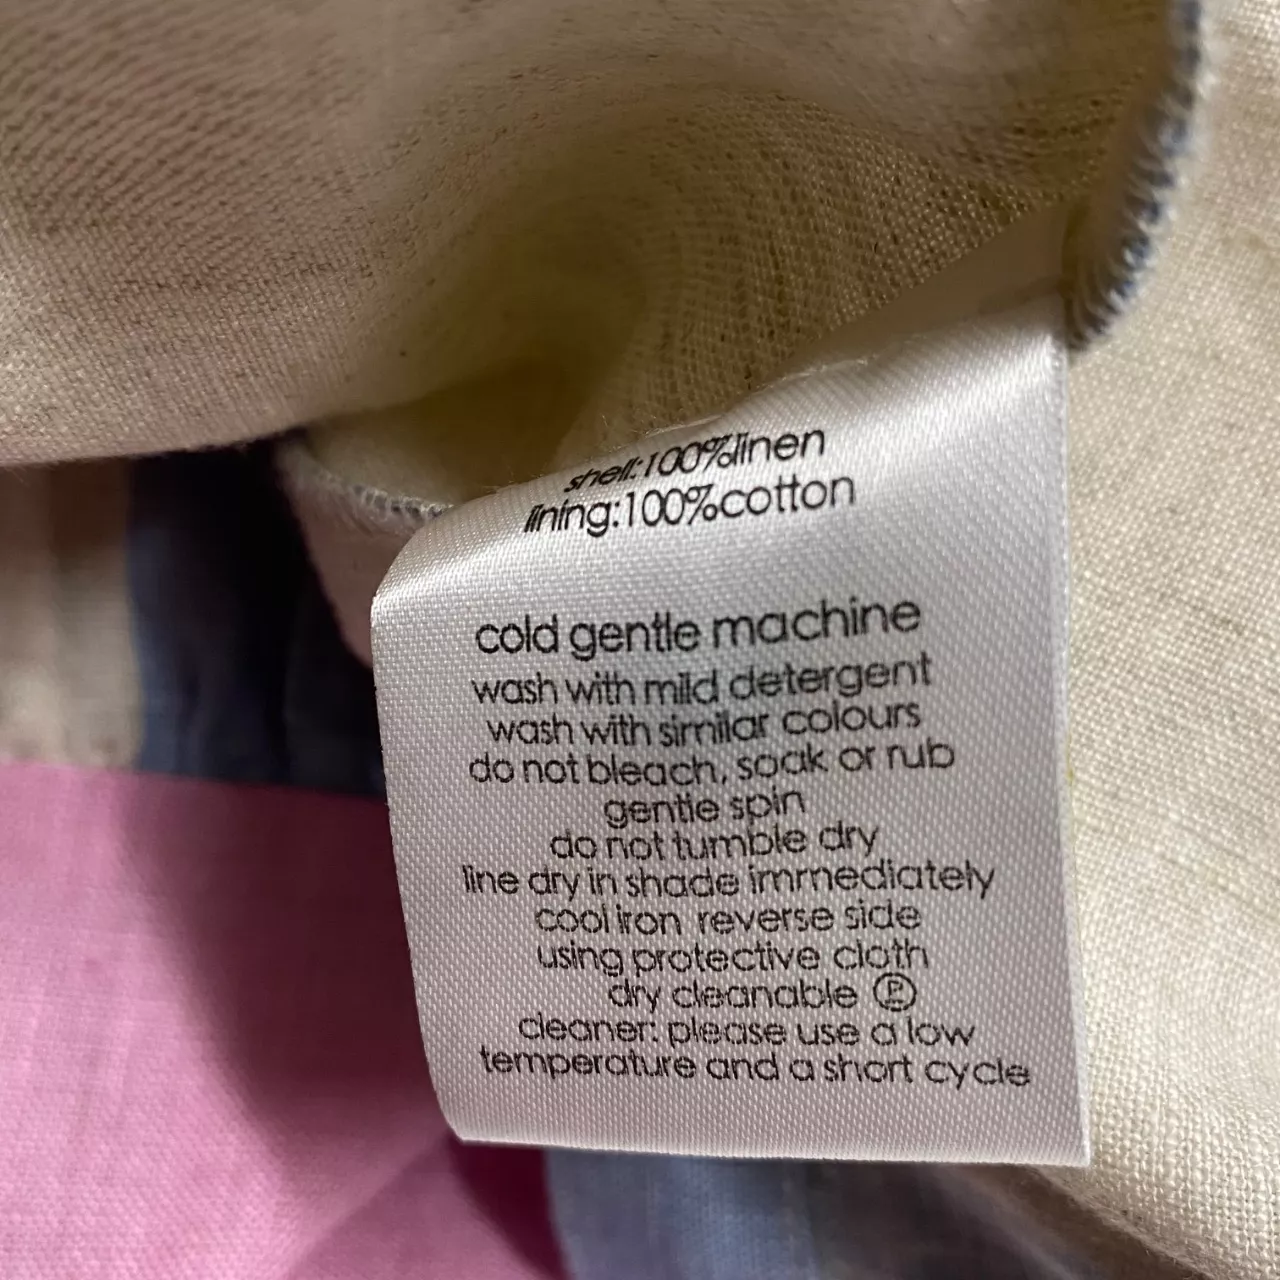 shell:100%linen
lining:100%cotton
cold gentle machine
wash with mild detergent
wash with similar colours
do not bleach, soak or rub
gentle spin
do not tumble dry
line dry in shade immediately
cool iron reverse side
using protective cloth
dry cleanable Ⓟ
cleaner: please use a low
temperature and a short cycle